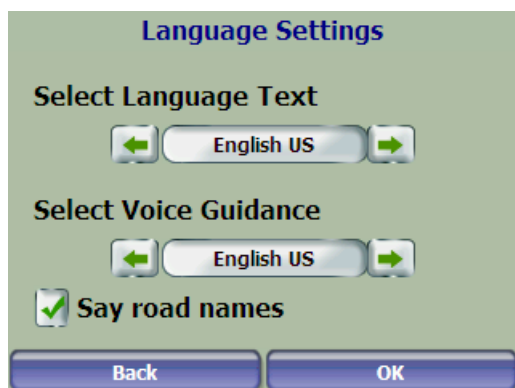 Language Settings
Select Language Text
English US
Select Voice Guidance
English US
Say road names
Back OK